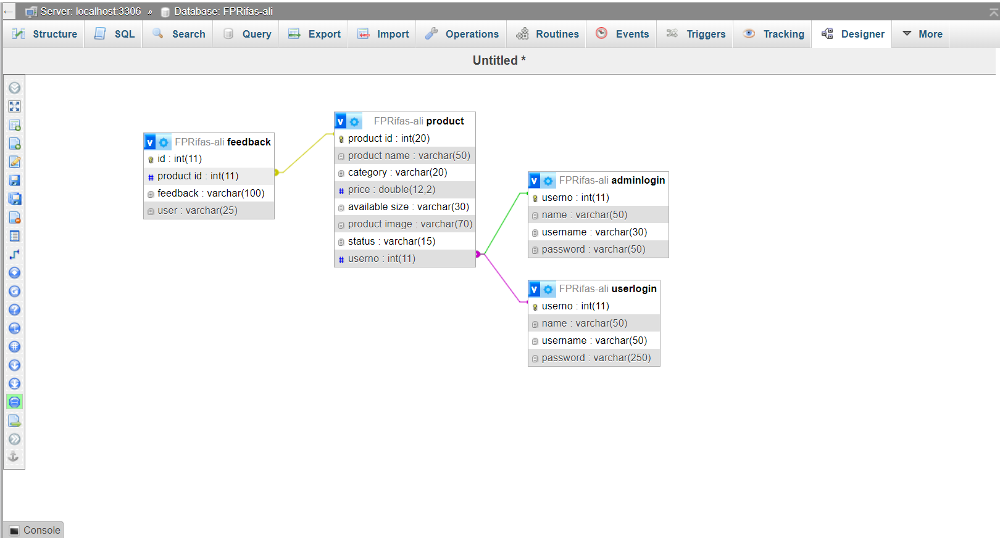 Server: localhost:3306 » Database: FPRifas-ali
Structure SQL Search Query Export Import Operations Routines Events Triggers Tracking Designer More
Untitled *
FPRifas-ali feedback
id : int(11)
product id : int(11)
feedback : varchar(100)
user : varchar(25)
FPRifas-ali product
product id : int(20)
product name : varchar(50)
category : varchar(20)
price : double(12,2)
available size : varchar(30)
product image : varchar(70)
status : varchar(15)
userno : int(11)
FPRifas-ali adminlogin
userno : int(11)
name : varchar(50)
username : varchar(30)
password : varchar(50)
FPRifas-ali userlogin
userno : int(11)
name : varchar(50)
username : varchar(50)
password : varchar(250)
Console